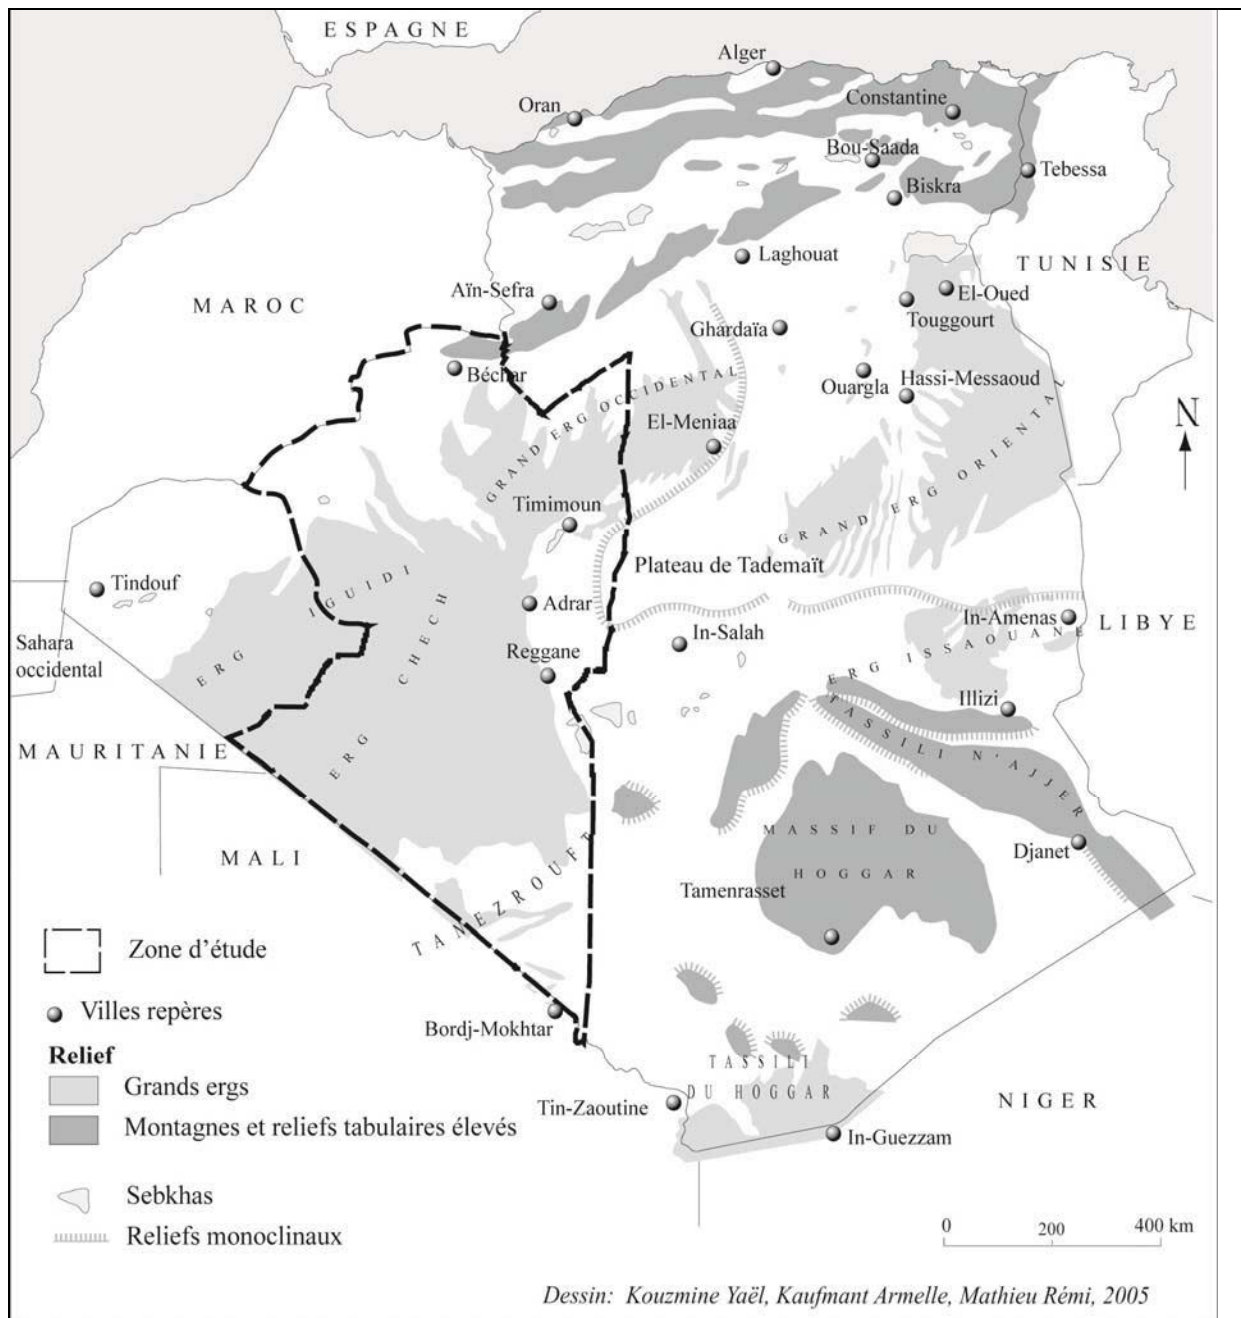 ESPAGNE
Alger
Oran
Constantine
Bou-Saada
Tebessa
Biskra
Laghouat
TUNISIE
MAROC
Aïn-Sefra
El-Oued
Touggourt
Ghardaïa
Béchar
Ouargla
Hassi-Messaoud
GRAND ERG OCCIDENTAL
N
El-Meniaa
GRAND ERG ORIENTAL
Timimoun
Plateau de Tademaït
Tindouf
IGUIDI
ERG
Adrar
In-Amenas
LIBYE
CHECH
ERG
In-Salah
Sahara
occidental
Reggane
ERG ISSAOUANE
Illizi
TASSILI N'AJJER
MAURITANIE
MASSIF DU
HOGGAR
Djanet
MALI
Tamenrasset
TANEZROUFT
Zone d'étude
Villes repères
Bordj-Mokhtar
Relief
Grands ergs
TASSILI
DU HOGGAR
Tin-Zaoutine
NIGER
Montagnes et reliefs tabulaires élevés
In-Guezzam
Sebkhas
Reliefs monoclinaux
0 200 400 km
Dessin: Kouzmine Yaël, Kaufmant Armelle, Mathieu Rémi, 2005